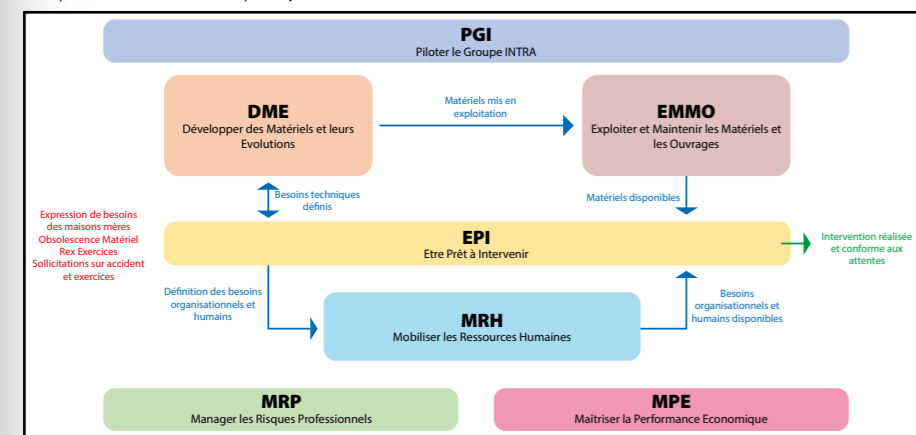 PGI
Piloter le Groupe INTRA
DME
Développer des Matériels et leurs
Evolutions
Matériels mis en
exploitation
EMMO
Exploiter et Maintenir les Matériels et
les Ouvrages
Besoins techniques
définis
Matériels disponibles
Expression de besoins
des maisons mères
Obsolescence Matériel
Rex Exercices
Sollicitations sur accident
et exercices
EPI
Etre Prêt à Intervenir
Intervention réalisée
et conforme aux
attentes
Définition des besoins
organisationnels et
humains
MRH
Mobiliser les Ressources Humaines
Besoins
organisationnels et
humains disponibles
MRP
Manager les Risques Professionnels
MPE
Maîtriser la Performance Economique